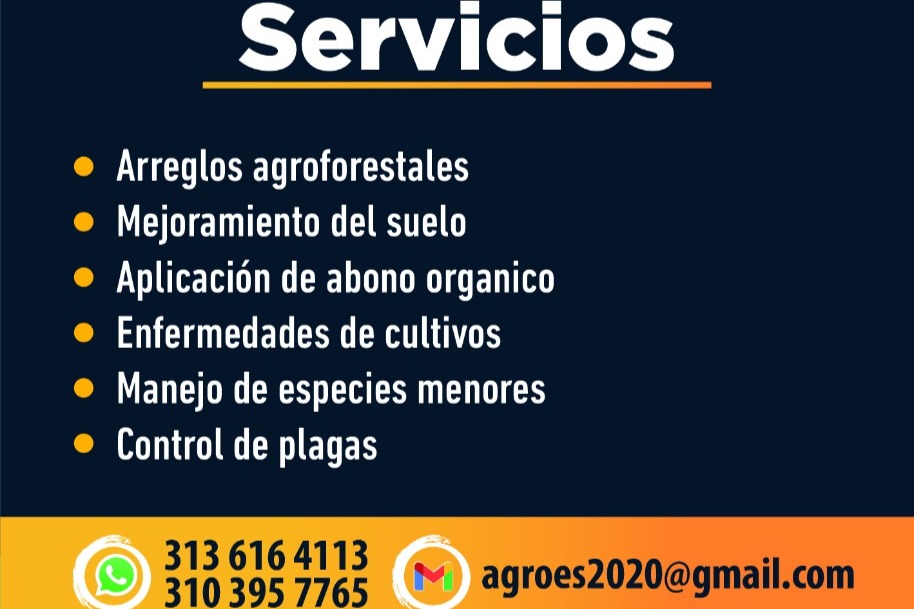 Servicios
Arreglos agroforestales
Mejoramiento del suelo
Aplicación de abono organico
Enfermedades de cultivos
Manejo de especies menores
Control de plagas
313 616 4113
310 395 7765
agroes2020@gmail.com